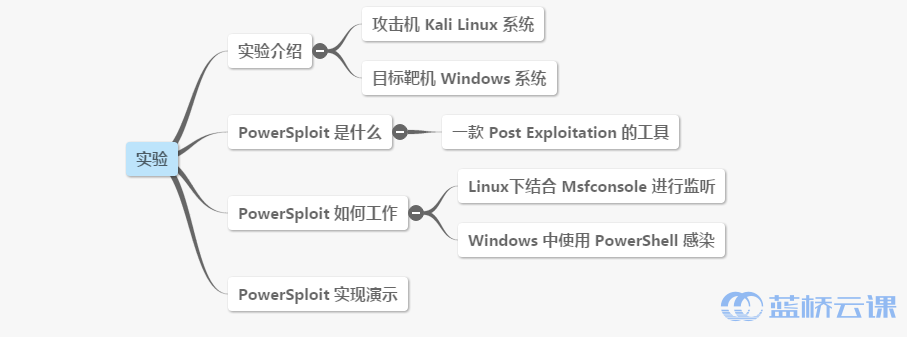 实验
实验介绍
攻击机 Kali Linux 系统
目标靶机 Windows 系统
PowerSploit 是什么
一款 Post Exploitation 的工具
PowerSploit 如何工作
Linux下结合 Msfconsole 进行监听
Windows 中使用 PowerShell 感染
PowerSploit 实现演示
蓝桥云课